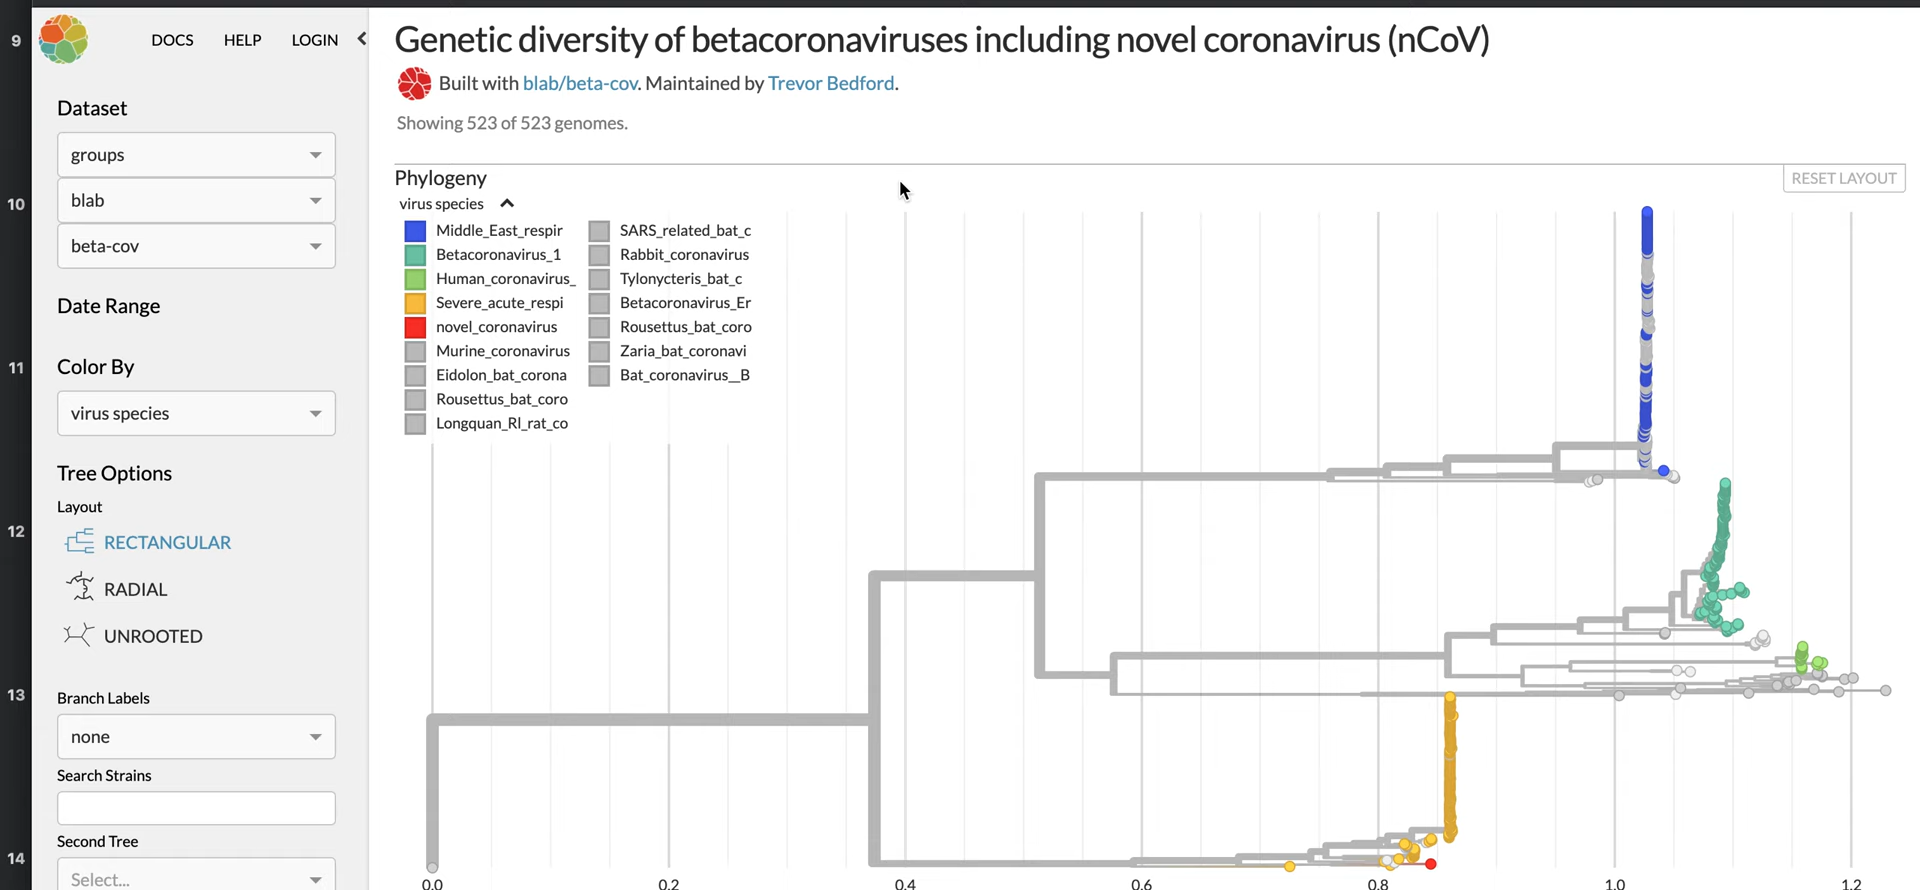 9
DOCS HELP LOGIN
Genetic diversity of betacoronaviruses including novel coronavirus (nCoV)
Built with blab/beta-cov. Maintained by Trevor Bedford.
Showing 523 of 523 genomes.
Dataset
groups
blab
beta-cov
Date Range
Color By
virus species
Tree Options
Layout
RECTANGULAR
RADIAL
UNROOTED
Branch Labels
none
Search Strains
Second Tree
Select...
10
11
12
13
14
Phylogeny
RESET LAYOUT
virus species
Middle_East_respir
Betacoronavirus_1
Human_coronavirus_
Severe_acute_respi
novel_coronavirus
Murine_coronavirus
Eidolon_bat_corona
Rousettus_bat_coro
Longquan_Rl_rat_co
SARS_related_bat_c
Rabbit_coronavirus
Tylonycteris_bat_c
Betacoronavirus_Er
Rousettus_bat_coro
Zaria_bat_coronavi
Bat_coronavirus__B
0.0 0.2 0.4 0.6 0.8 1.0 1.2